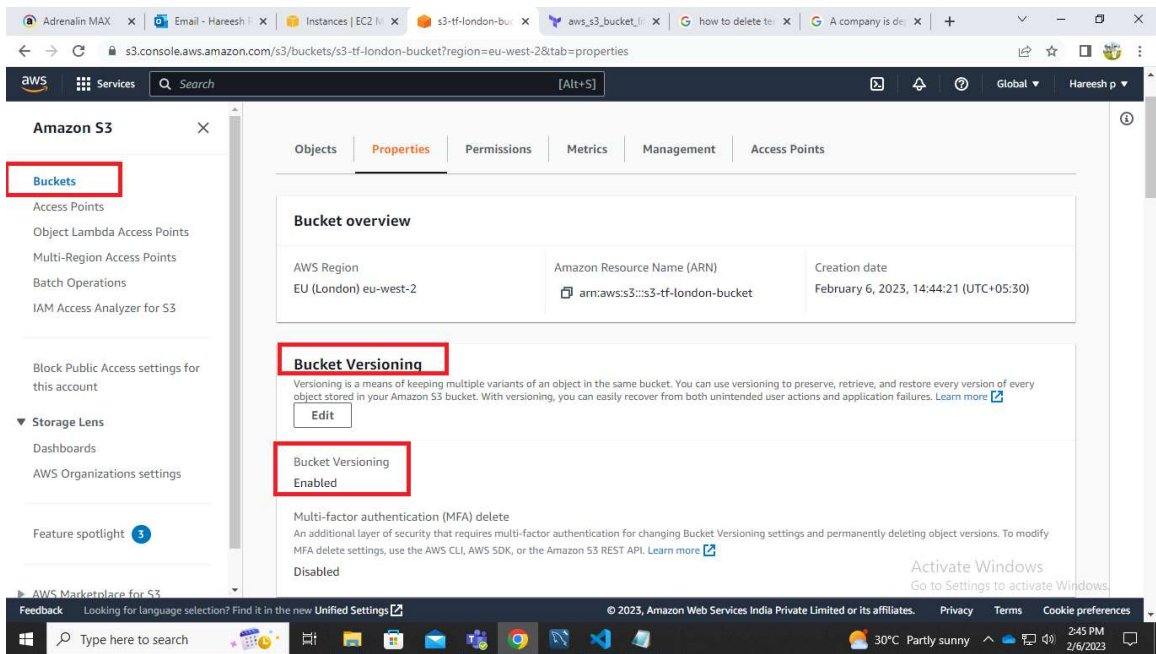 Adrenalin MAX
Email - Hareesh
Instances | EC2 M
s3-tf-london-buc
aws_s3_bucket_li
how to delete te
A company is de
s3.console.aws.amazon.com/s3/buckets/s3-tf-london-bucket?region=eu-west-2&tab=properties
aws
Services
Search
[Alt+S]
Global
Hareesh p
Amazon S3
Buckets
Access Points
Object Lambda Access Points
Multi-Region Access Points
Batch Operations
IAM Access Analyzer for S3
Block Public Access settings for
this account
Storage Lens
Dashboards
AWS Organizations settings
Feature spotlight 3
AWS Marketplace for S3
Objects
Properties
Permissions
Metrics
Management
Access Points
Bucket overview
AWS Region
EU (London) eu-west-2
Amazon Resource Name (ARN)
arn:aws:s3:::s3-tf-london-bucket
Creation date
February 6, 2023, 14:44:21 (UTC+05:30)
Bucket Versioning
Versioning is a means of keeping multiple variants of an object in the same bucket. You can use versioning to preserve, retrieve, and restore every version of every
object stored in your Amazon S3 bucket. With versioning, you can easily recover from both unintended user actions and application failures. Learn more
Edit
Bucket Versioning
Enabled
Multi-factor authentication (MFA) delete
An additional layer of security that requires multi-factor authentication for changing Bucket Versioning settings and permanently deleting object versions. To modify
MFA delete settings, use the AWS CLI, AWS SDK, or the Amazon S3 REST API. Learn more
Disabled
Activate Windows
Go to Settings to activate Windows.
Feedback
Looking for language selection? Find it in the new Unified Settings
© 2023, Amazon Web Services India Private Limited or its affiliates.
Privacy
Terms
Cookie preferences
Type here to search
30°C Partly sunny
2:45 PM
2/6/2023